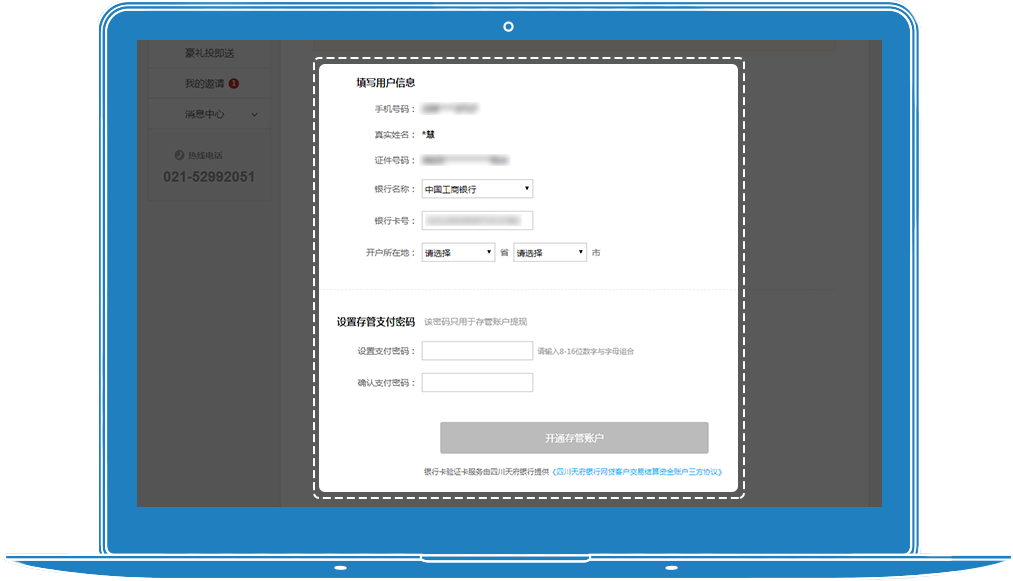 豪礼投即送
我的邀请 1
消息中心
热线电话
021-52992051
填写用户信息
手机号码：
真实姓名： *慧
证件号码：
银行名称： 中国工商银行
银行卡号：
开户所在地： 请选择 省 请选择 市
设置存管支付密码 该密码只用于存管账户提现
设置支付密码： 请输入8-16位数字与字母组合
确认支付密码：
开通存管账户
银行卡验证卡服务由四川天府银行提供《四川天府银行网贷客户交易结算资金账户三方协议》